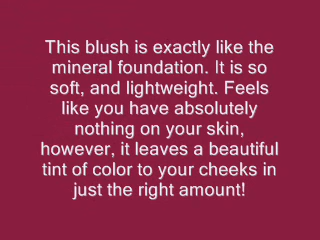 This blush is exactly like the
mineral foundation. It is so
soft, and lightweight. Feels
like you have absolutely
nothing on your skin,
however, it leaves a beautiful
tint of color to your cheeks in
just the right amount!